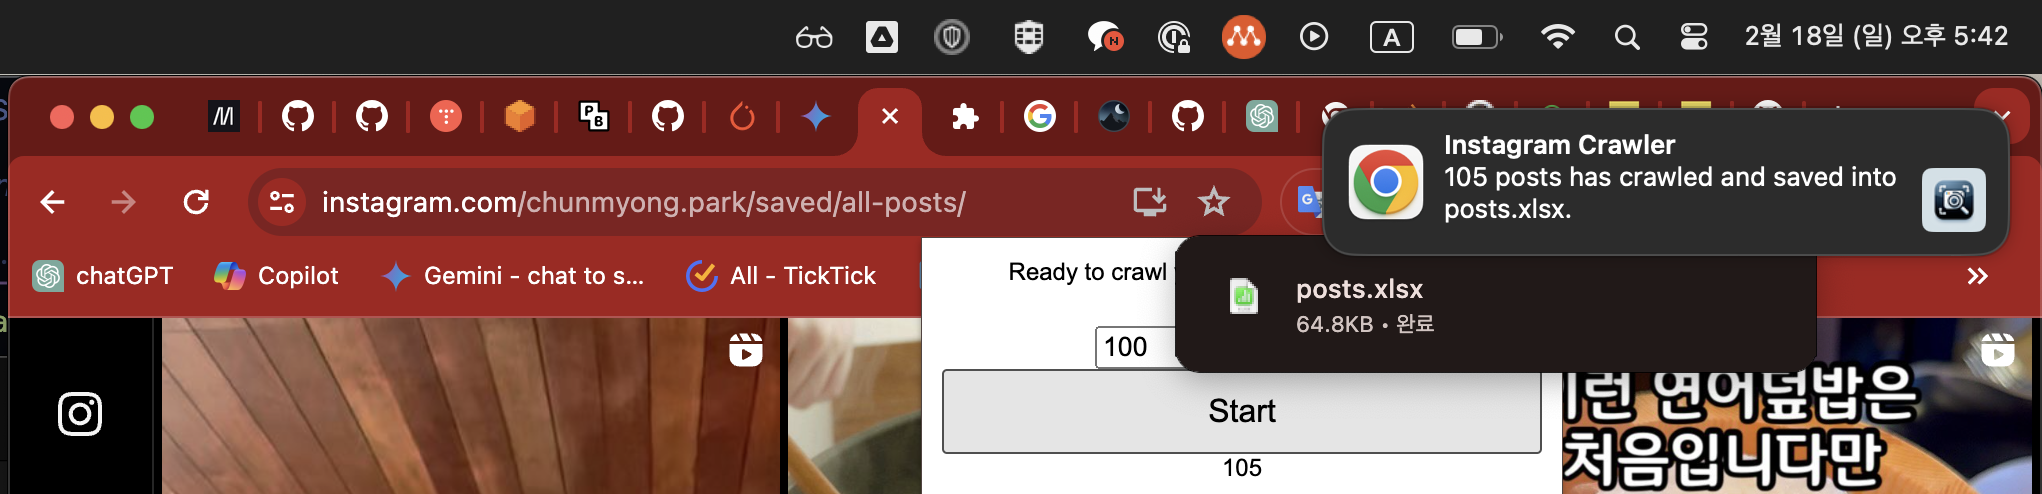 A
2월 18일 (일) 오후 5:42
instagram.com/chunmyong.park/saved/all-posts/
Instagram Crawler
105 posts has crawled and saved into
posts.xlsx.
chatGPT
Copilot
Gemini - chat to s...
All - TickTick
Ready to crawl
posts.xlsx
64.8KB • 완료
100
Start
105
이런 연어덮밥은
처음입니다만